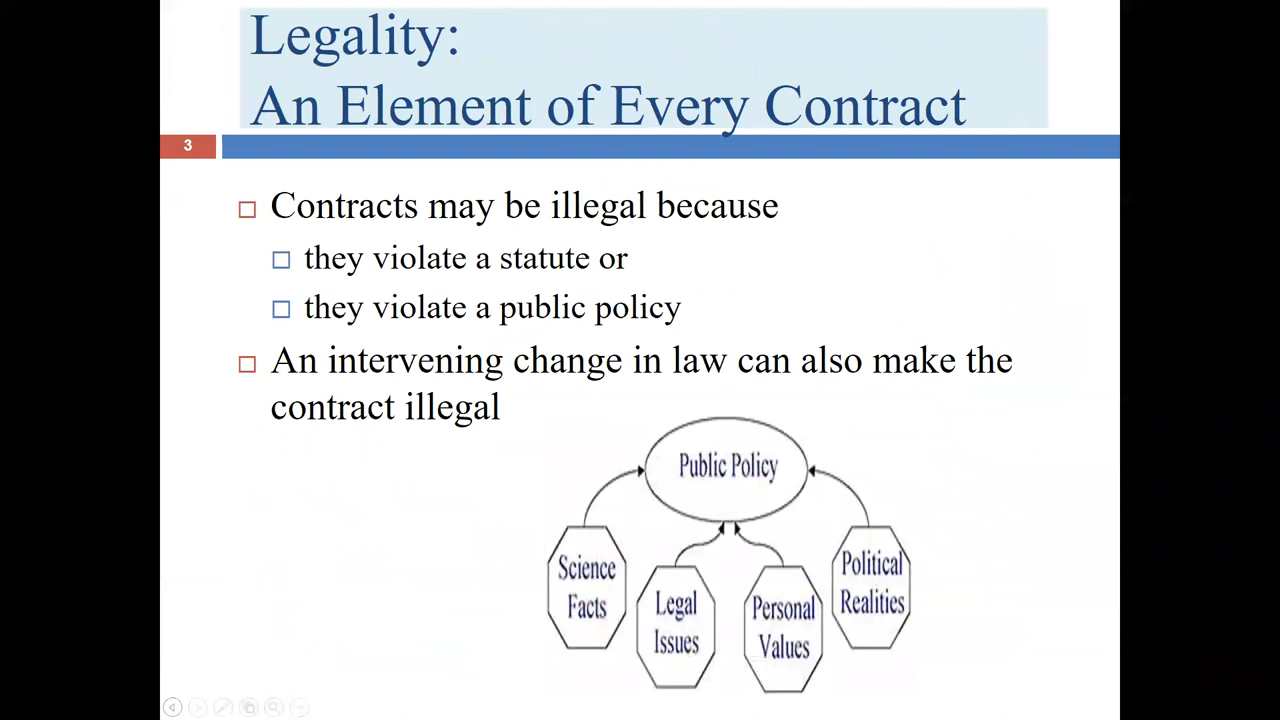 Legality:
An Element of Every Contract
3
Contracts may be illegal because
they violate a statute or
they violate a public policy
An intervening change in law can also make the
contract illegal
Public Policy
Science
Facts
Legal
Issues
Personal
Values
Political
Realities